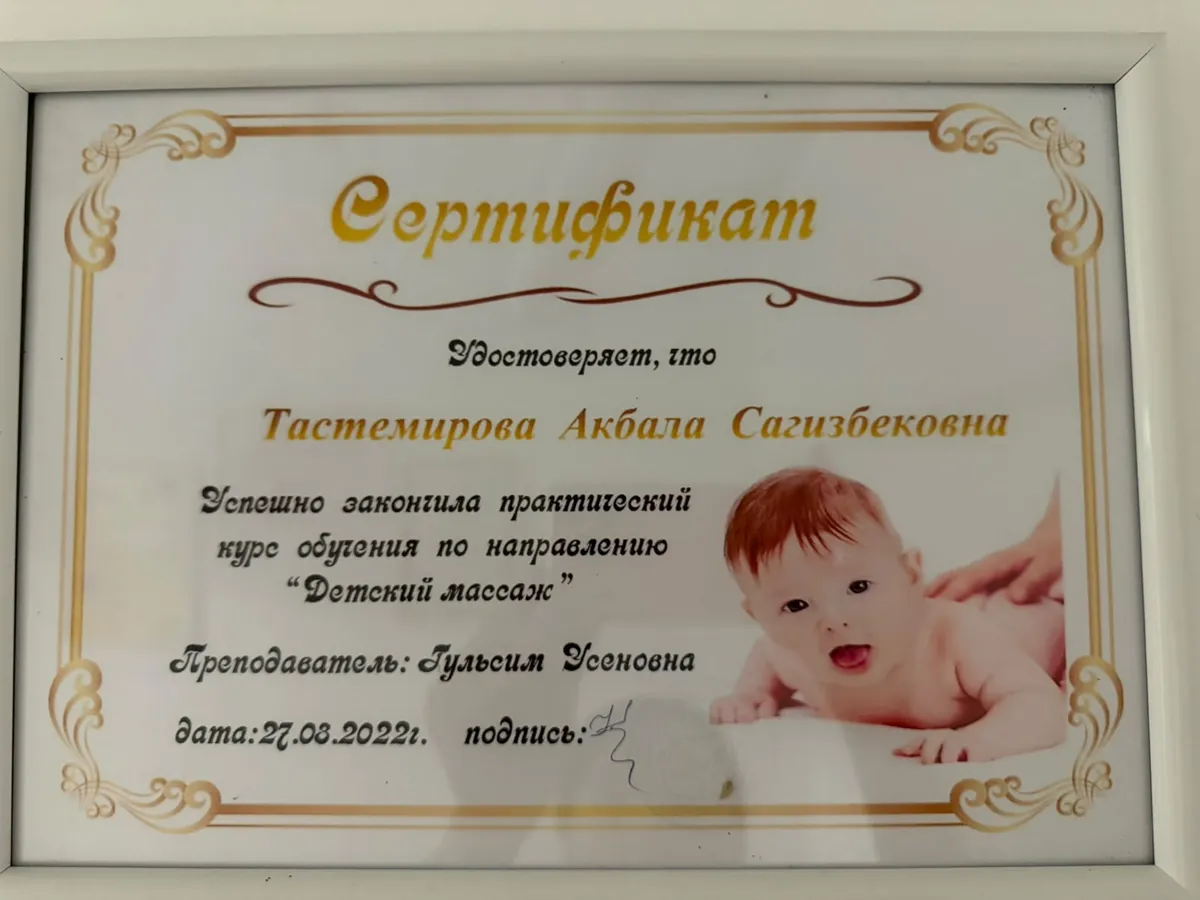 Сертификат
Удостоверяет, что
Тастемирова Акбала Сагизбековна
Успешно закончила практический
курс обучения по направлению
“Детский массаж”
Преподаватель: Гульсим Усеновна
дата:27.08.2022г. подпись: